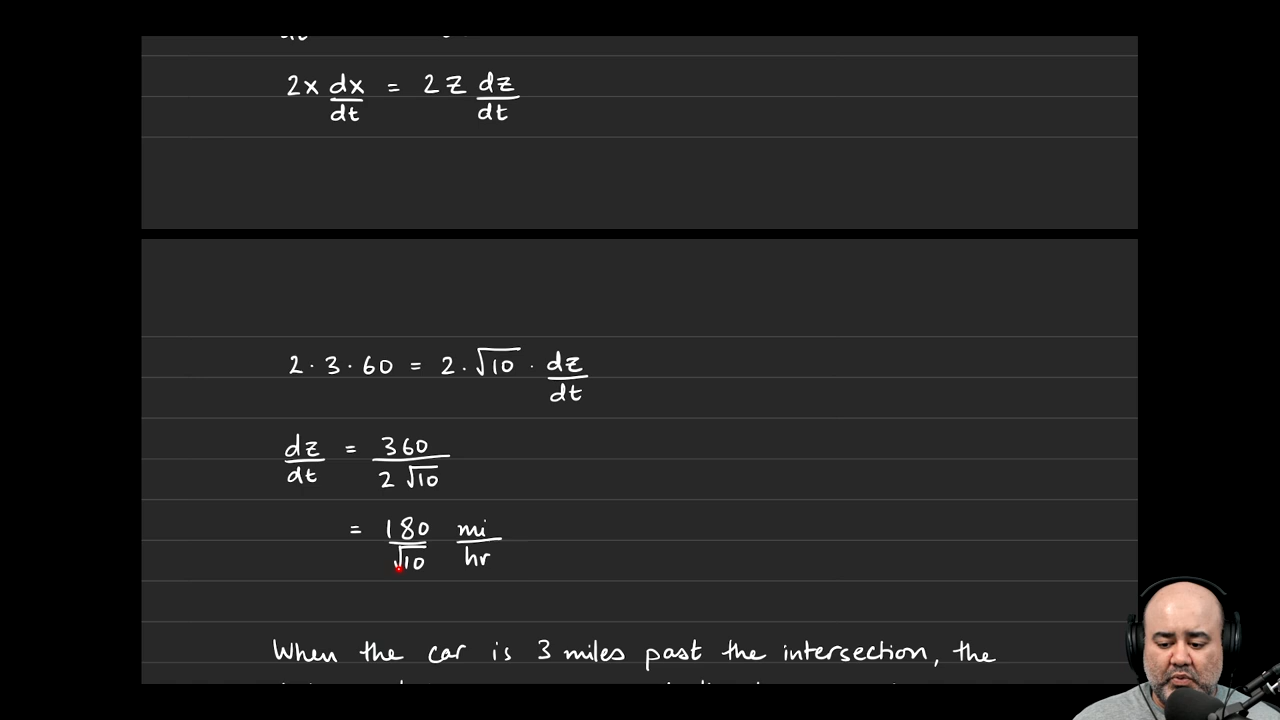 2x dx/dt = 2z dz/dt
2 · 3 · 60 = 2 · √10 · dz/dt
dz/dt = 360/2√10
= 180/√10 mi/hr
When the car is 3 miles past the intersection, the